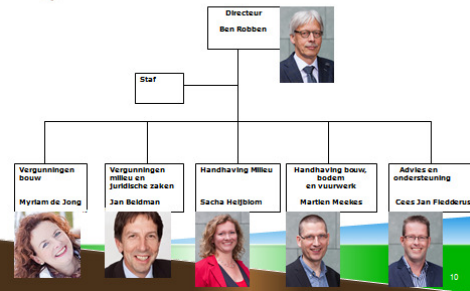 Directeur
Ben Robben
Staf
Vergunningen
bouw
Myriam de Jong
Vergunningen
milieu en
juridische zaken
Jan Beldman
Handhaving Milieu
Sacha Heijblom
Handhaving bouw,
bodem
en vuurwerk
Martien Meekes
Advies en
ondersteuning
Cees Jan Fledderus
10